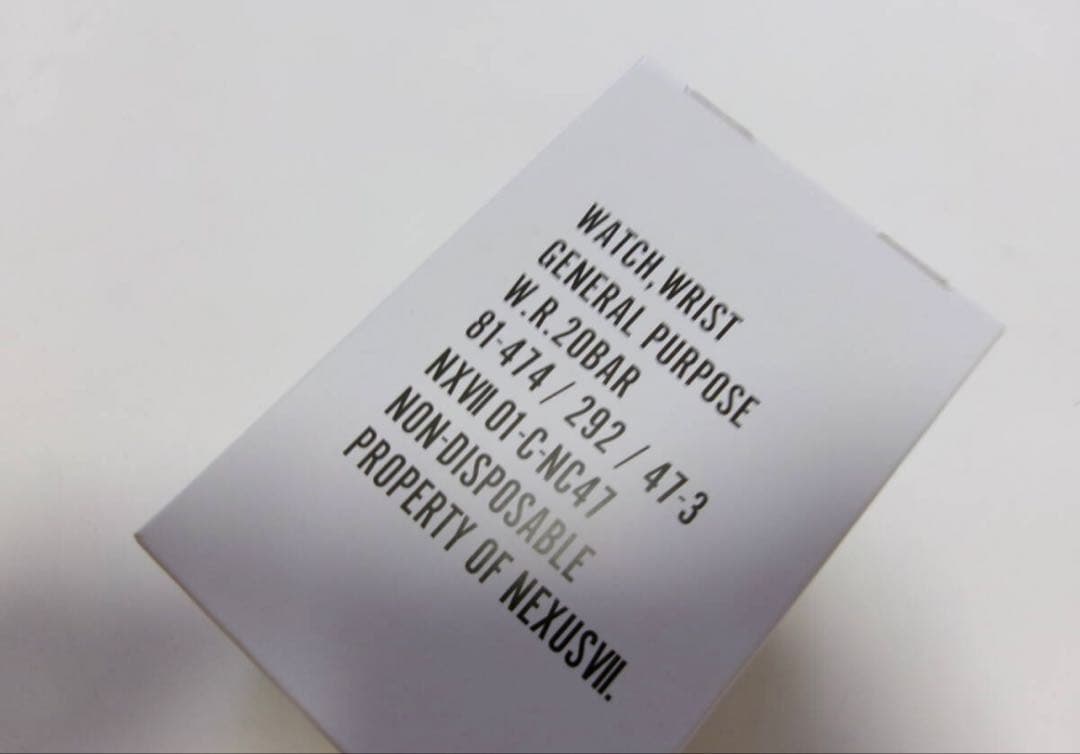 WATCH, WRIST
GENERAL PURPOSE
W.R.20BAR
81-474 / 292 / 47-3
NXVII 01-C-NC47
NON-DISPOSABLE
PROPERTY OF NEXUSVII.